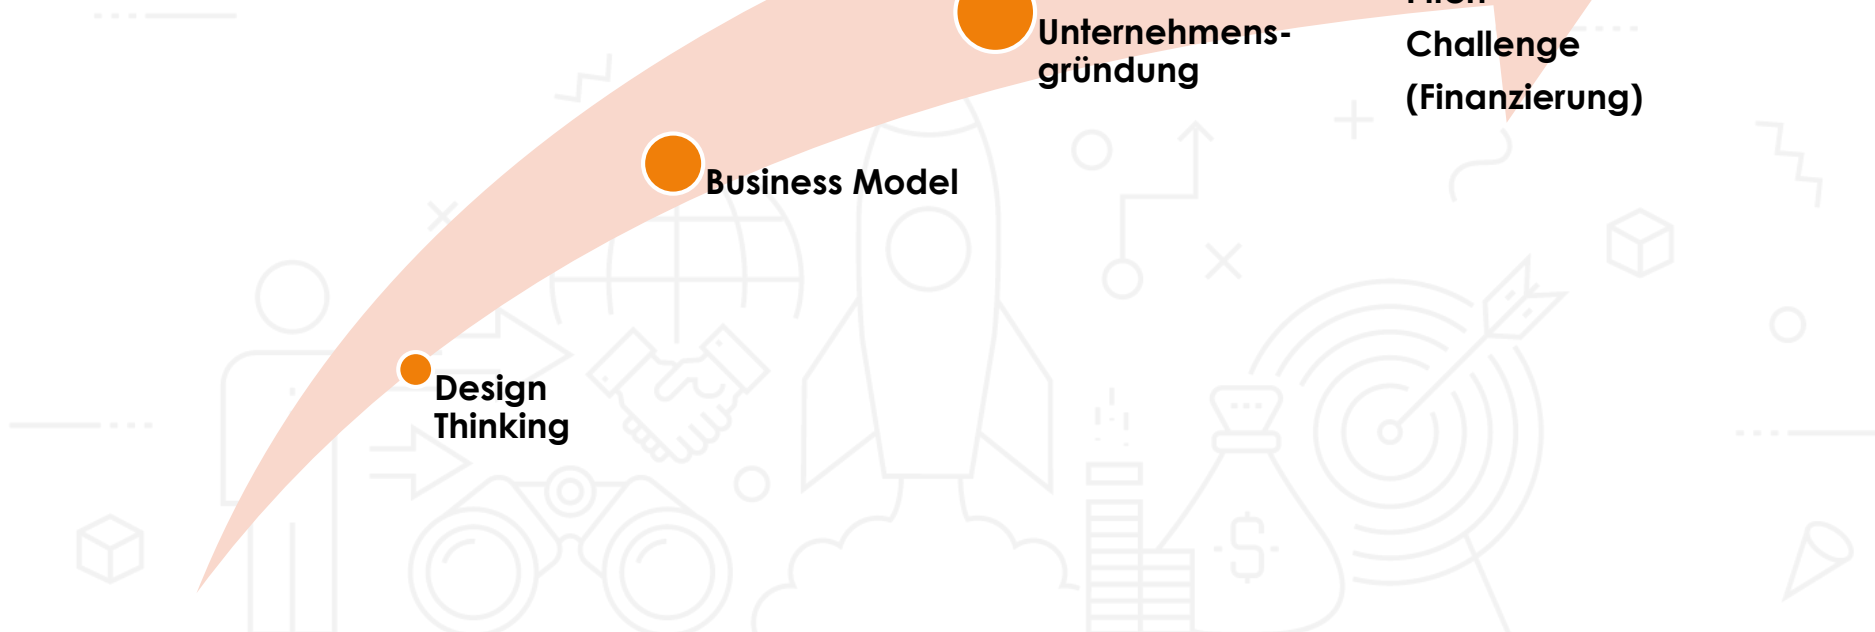 Unternehmens-
gründung
Challenge
(Finanzierung)
Business Model
Design
Thinking
$